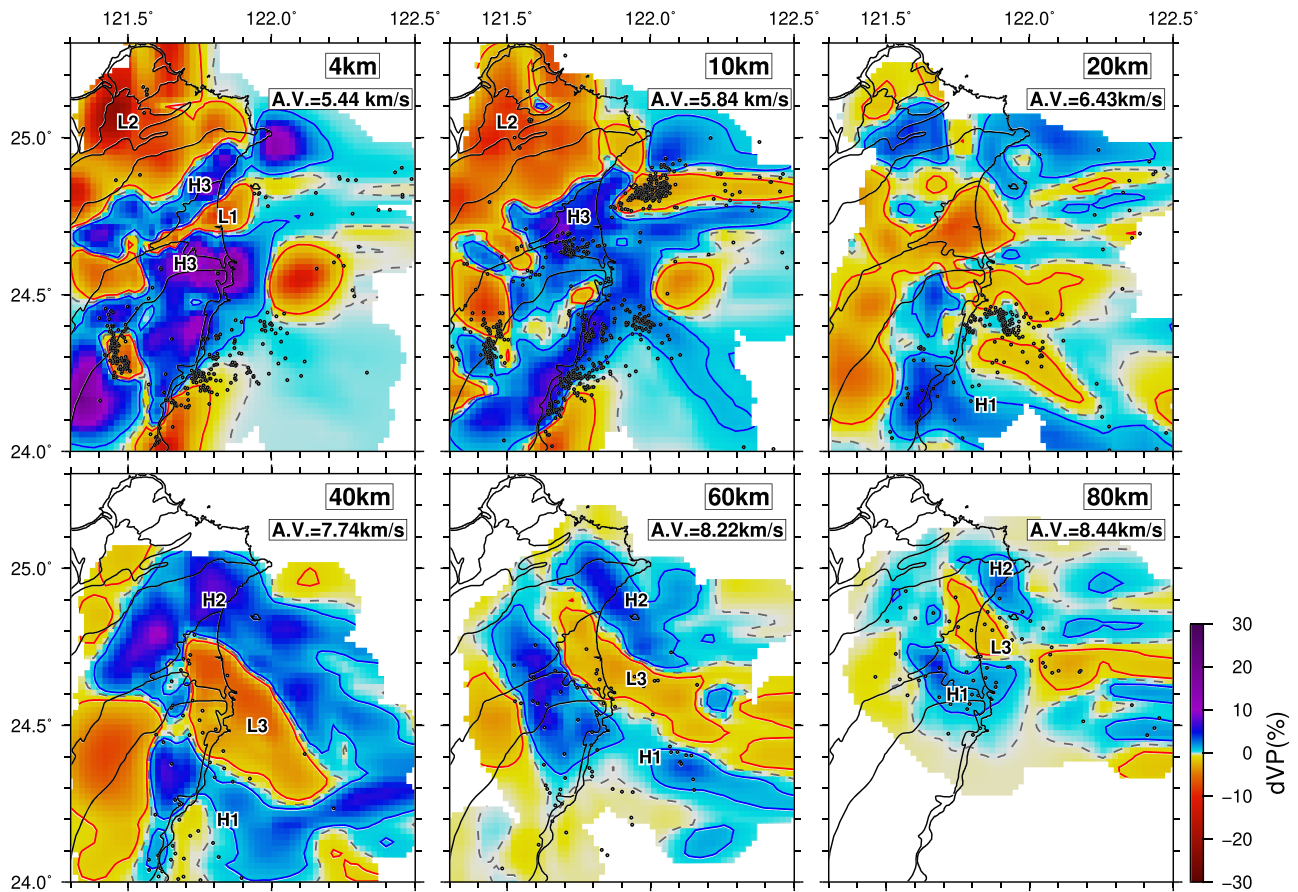 121.5° 122.0° 122.5° 121.5° 122.0° 122.5° 121.5° 122.0° 122.5°
4km 10km 20km
A.V.=5.44 km/s A.V.=5.84 km/s A.V.=6.43km/s
L2 L2
25.0°
H3 L1 H3
H3
24.5°
H1
24.0°
40km 60km 80km
A.V.=7.74km/s A.V.=8.22km/s A.V.=8.44km/s
25.0°
H2 H2 H2
L3 L3 L3
H1
24.5°
H1 H1
24.0°
30
20
10
0
−10
−20
−30
dVP(%)